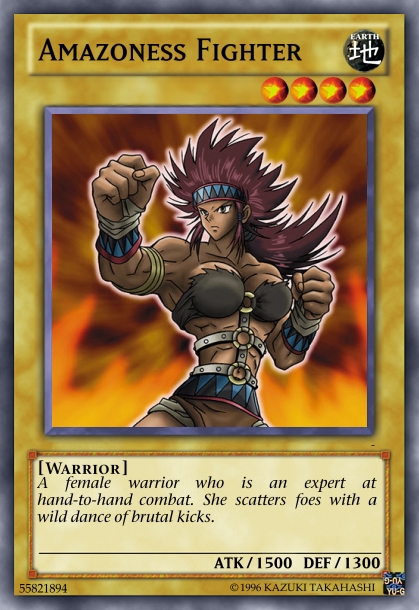 AMAZONESS FIGHTER
EARTH
地
[WARRIOR]
A female warrior who is an expert at
hand-to-hand combat. She scatters foes with a
wild dance of brutal kicks.
ATK / 1500 DEF / 1300
55821894
©1996 KAZUKI TAKAHASHI